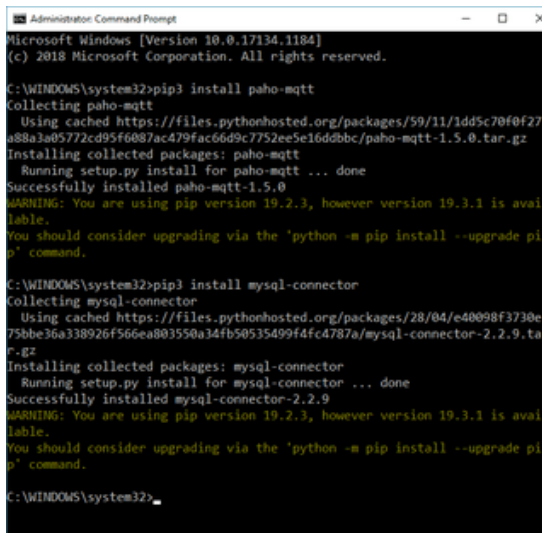 Administrator: Command Prompt
Microsoft Windows [Version 10.0.17134.1184]
(c) 2018 Microsoft Corporation. All rights reserved.
C:\WINDOWS\system32>pip3 install paho-mqtt
Collecting paho-mqtt
Using cached https://files.pythonhosted.org/packages/59/11/1dd5c70f0f27
a88a3a05772cd95f6087ac479fac66d9c7752ee5e16ddbbc/paho-mqtt-1.5.0.tar.gz
Installing collected packages: paho-mqtt
Running setup.py install for paho-mqtt ... done
Successfully installed paho-mqtt-1.5.0
WARNING: You are using pip version 19.2.3, however version 19.3.1 is avai
lable.
You should consider upgrading via the 'python -m pip install --upgrade pi
p' command.
C:\WINDOWS\system32>pip3 install mysql-connector
Collecting mysql-connector
Using cached https://files.pythonhosted.org/packages/28/04/e40098f3730e
75bbe36a338926f566ea803550a34fb50535499f4fc4787a/mysql-connector-2.2.9.ta
r.gz
Installing collected packages: mysql-connector
Running setup.py install for mysql-connector ... done
Successfully installed mysql-connector-2.2.9
WARNING: You are using pip version 19.2.3, however version 19.3.1 is avai
lable.
You should consider upgrading via the 'python -m pip install --upgrade pi
p' command.
C:\WINDOWS\system32>